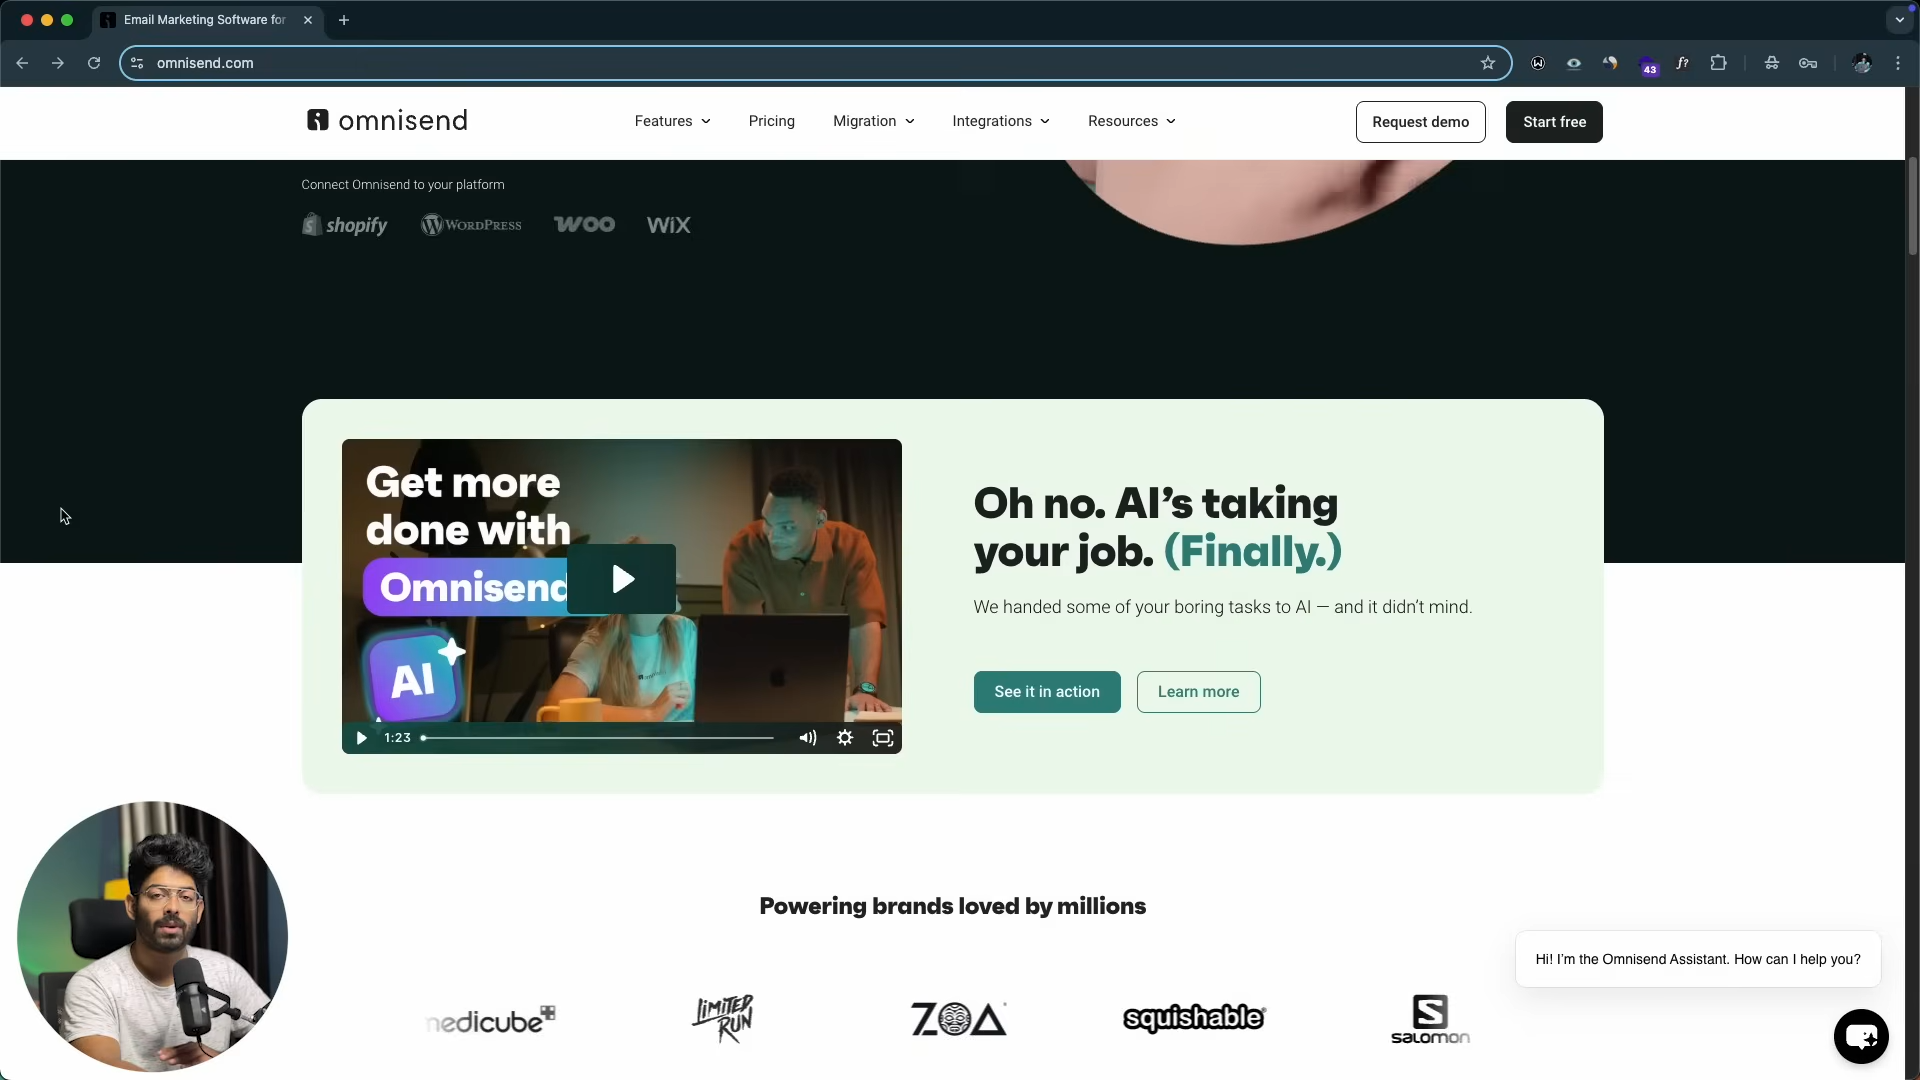 Email Marketing Software for
omnisend.com
43
f?
omnisend
Features
Pricing
Migration
Integrations
Resources
Request demo
Start free
Connect Omnisend to your platform
shopify
WORDPRESS
WOO
WiX
Get more
done with
Omnisend
AI
1:23
Oh no. AI's taking
your job. (Finally.)
We handed some of your boring tasks to AI — and it didn't mind.
See it in action
Learn more
Powering brands loved by millions
medicube
LIMITED
RUN
ZOA
squishable
salomon
Hi! I'm the Omnisend Assistant. How can I help you?